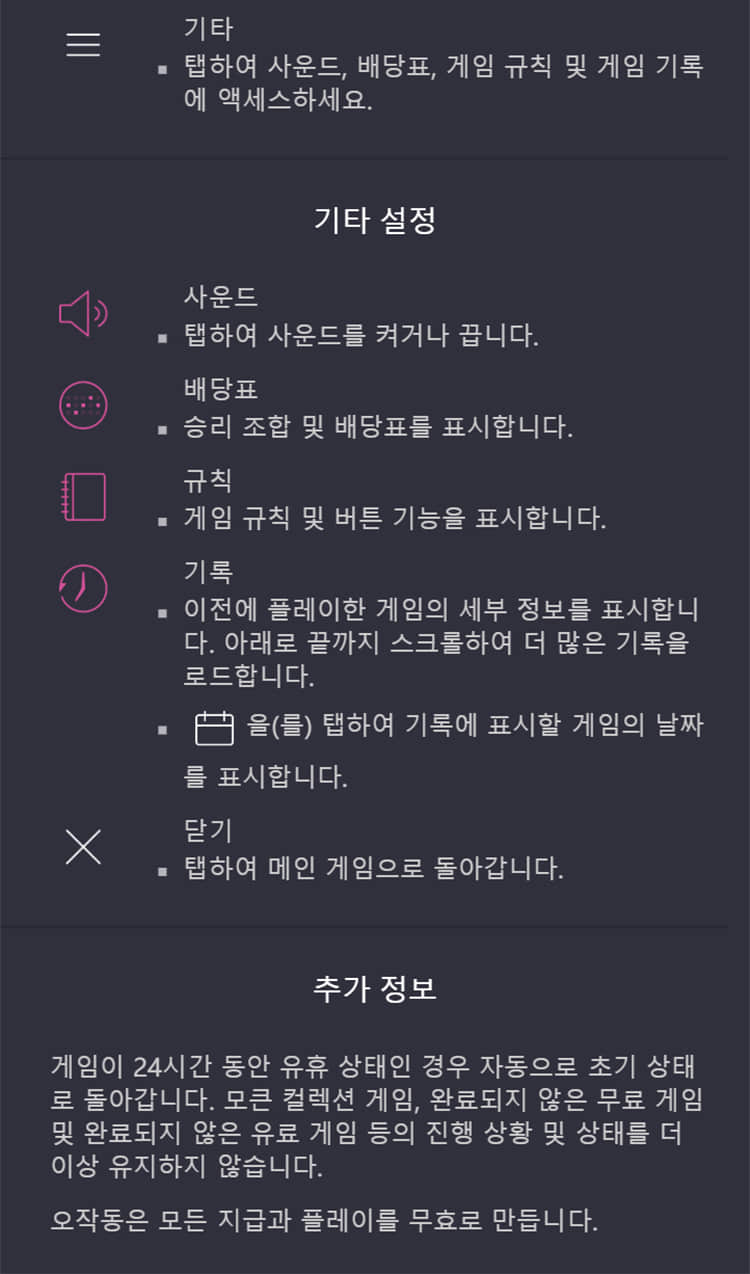 기타
▪ 탭하여 사운드, 배당표, 게임 규칙 및 게임 기록
에 액세스하세요.
기타 설정
사운드
▪ 탭하여 사운드를 켜거나 끕니다.
배당표
▪ 승리 조합 및 배당표를 표시합니다.
규칙
▪ 게임 규칙 및 버튼 기능을 표시합니다.
기록
▪ 이전에 플레이한 게임의 세부 정보를 표시합니
다. 아래로 끝까지 스크롤하여 더 많은 기록을
로드합니다.
▪ 을(를) 탭하여 기록에 표시할 게임의 날짜
를 표시합니다.
닫기
▪ 탭하여 메인 게임으로 돌아갑니다.
추가 정보
게임이 24시간 동안 유휴 상태인 경우 자동으로 초기 상태
로 돌아갑니다. 모큰 컬렉션 게임, 완료되지 않은 무료 게임
및 완료되지 않은 유료 게임 등의 진행 상황 및 상태를 더
이상 유지하지 않습니다.
오작동은 모든 지급과 플레이를 무효로 만듭니다.